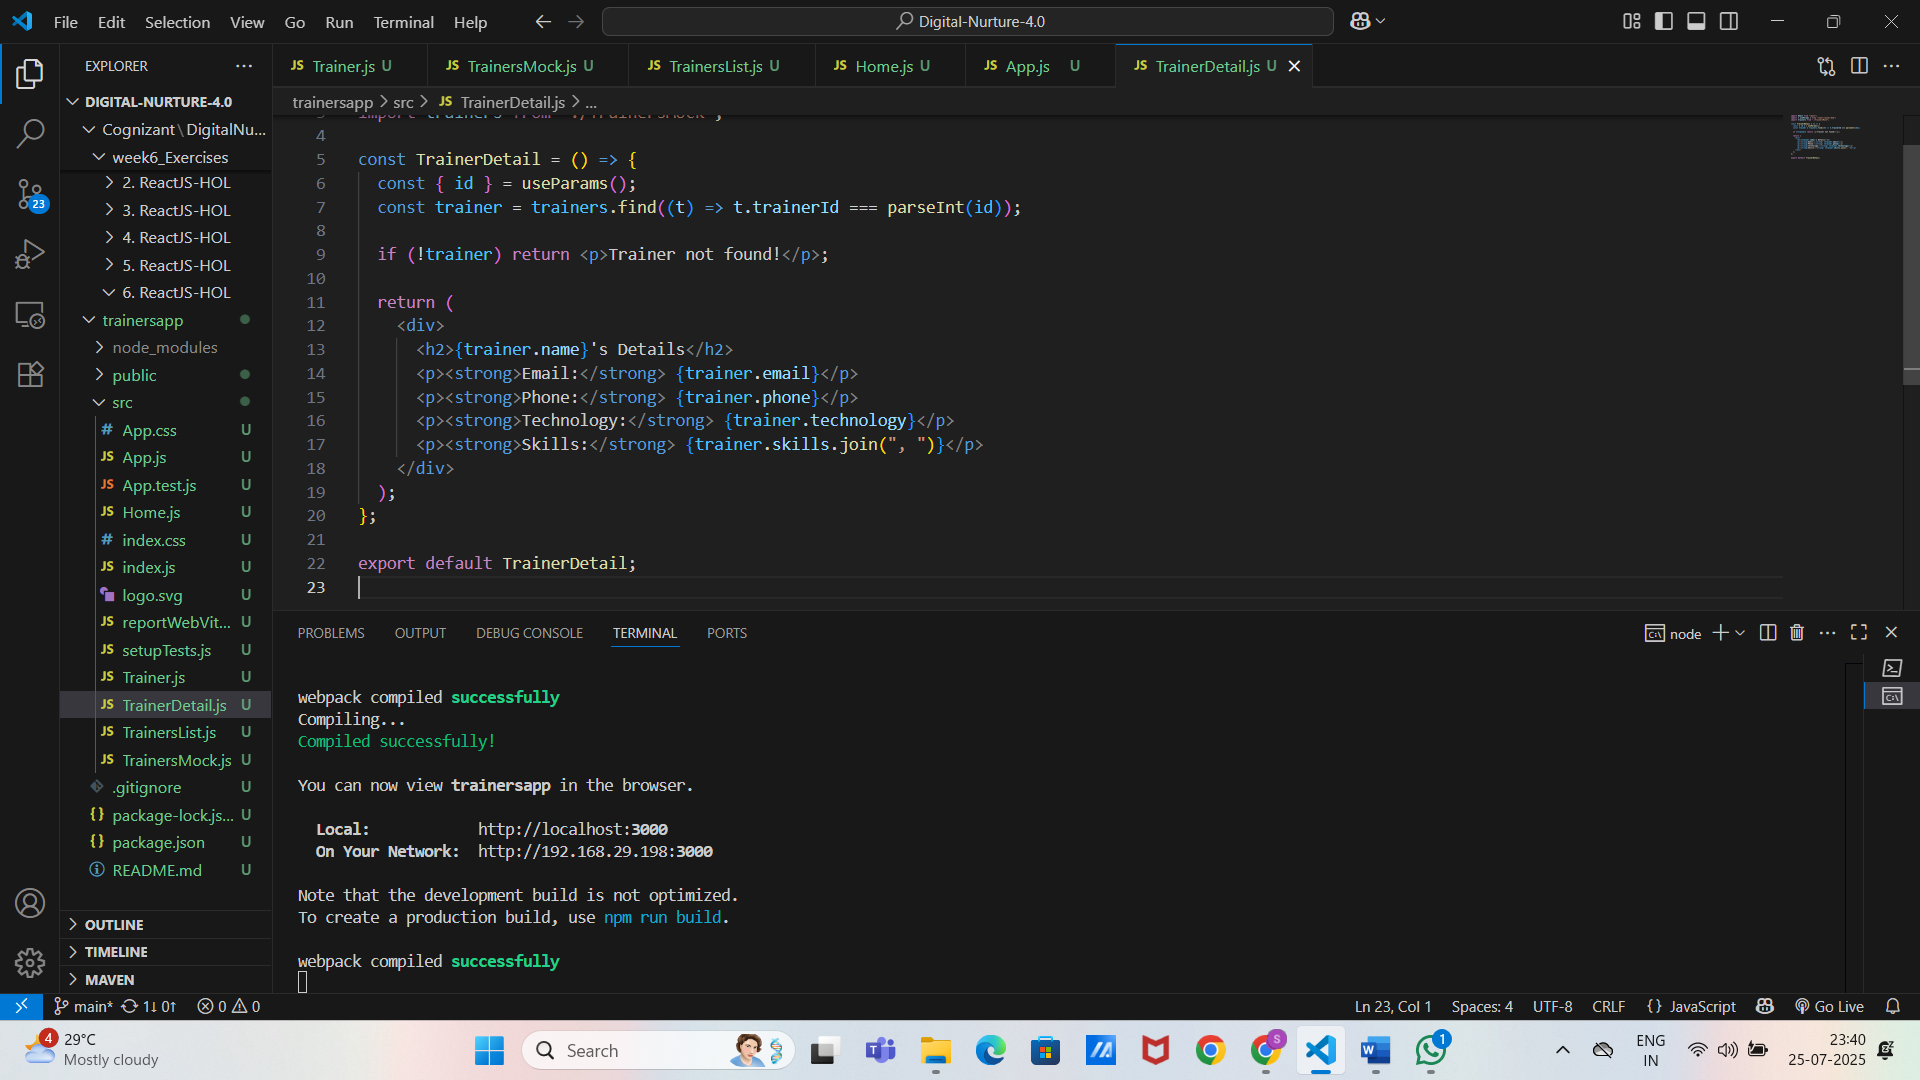 File Edit Selection View Go Run Terminal Help
Digital-Nurture-4.0
EXPLORER
DIGITAL-NURTURE-4.0
Cognizant\DigitalNu...
week6_Exercises
2. ReactJS-HOL
3. ReactJS-HOL
4. ReactJS-HOL
5. ReactJS-HOL
6. ReactJS-HOL
trainersapp
node_modules
public
src
# App.css U
JS App.js U
JS App.test.js U
JS Home.js U
# index.css U
JS index.js U
logo.svg U
JS reportWebVit... U
JS setupTests.js U
JS Trainer.js U
JS TrainerDetail.js U
JS TrainersList.js U
JS TrainersMock.js U
.gitignore U
{} package-lock.js... U
{} package.json U
README.md U
OUTLINE
TIMELINE
MAVEN
23
JS Trainer.js U JS TrainersMock.js U JS TrainersList.js U JS Home.js U JS App.js U JS TrainerDetail.js U
trainersapp > src > JS TrainerDetail.js > ...
4
5 const TrainerDetail = () => {
6 const { id } = useParams();
7 const trainer = trainers.find((t) => t.trainerId === parseInt(id));
8
9 if (!trainer) return <p>Trainer not found!</p>;
10
11 return (
12 <div>
13 <h2>{trainer.name}'s Details</h2>
14 <p><strong>Email:</strong> {trainer.email}</p>
15 <p><strong>Phone:</strong> {trainer.phone}</p>
16 <p><strong>Technology:</strong> {trainer.technology}</p>
17 <p><strong>Skills:</strong> {trainer.skills.join(", ")}</p>
18 </div>
19 );
20 };
21
22 export default TrainerDetail;
23
PROBLEMS OUTPUT DEBUG CONSOLE TERMINAL PORTS
node
webpack compiled successfully
Compiling...
Compiled successfully!
You can now view trainersapp in the browser.
Local: http://localhost:3000
On Your Network: http://192.168.29.198:3000
Note that the development build is not optimized.
To create a production build, use npm run build.
webpack compiled successfully
main* 1↓ 0↑ 0 0
Ln 23, Col 1 Spaces: 4 UTF-8 CRLF {} JavaScript Go Live
4
29°C
Mostly cloudy
Search
S
1
ENG
IN
23:40
25-07-2025